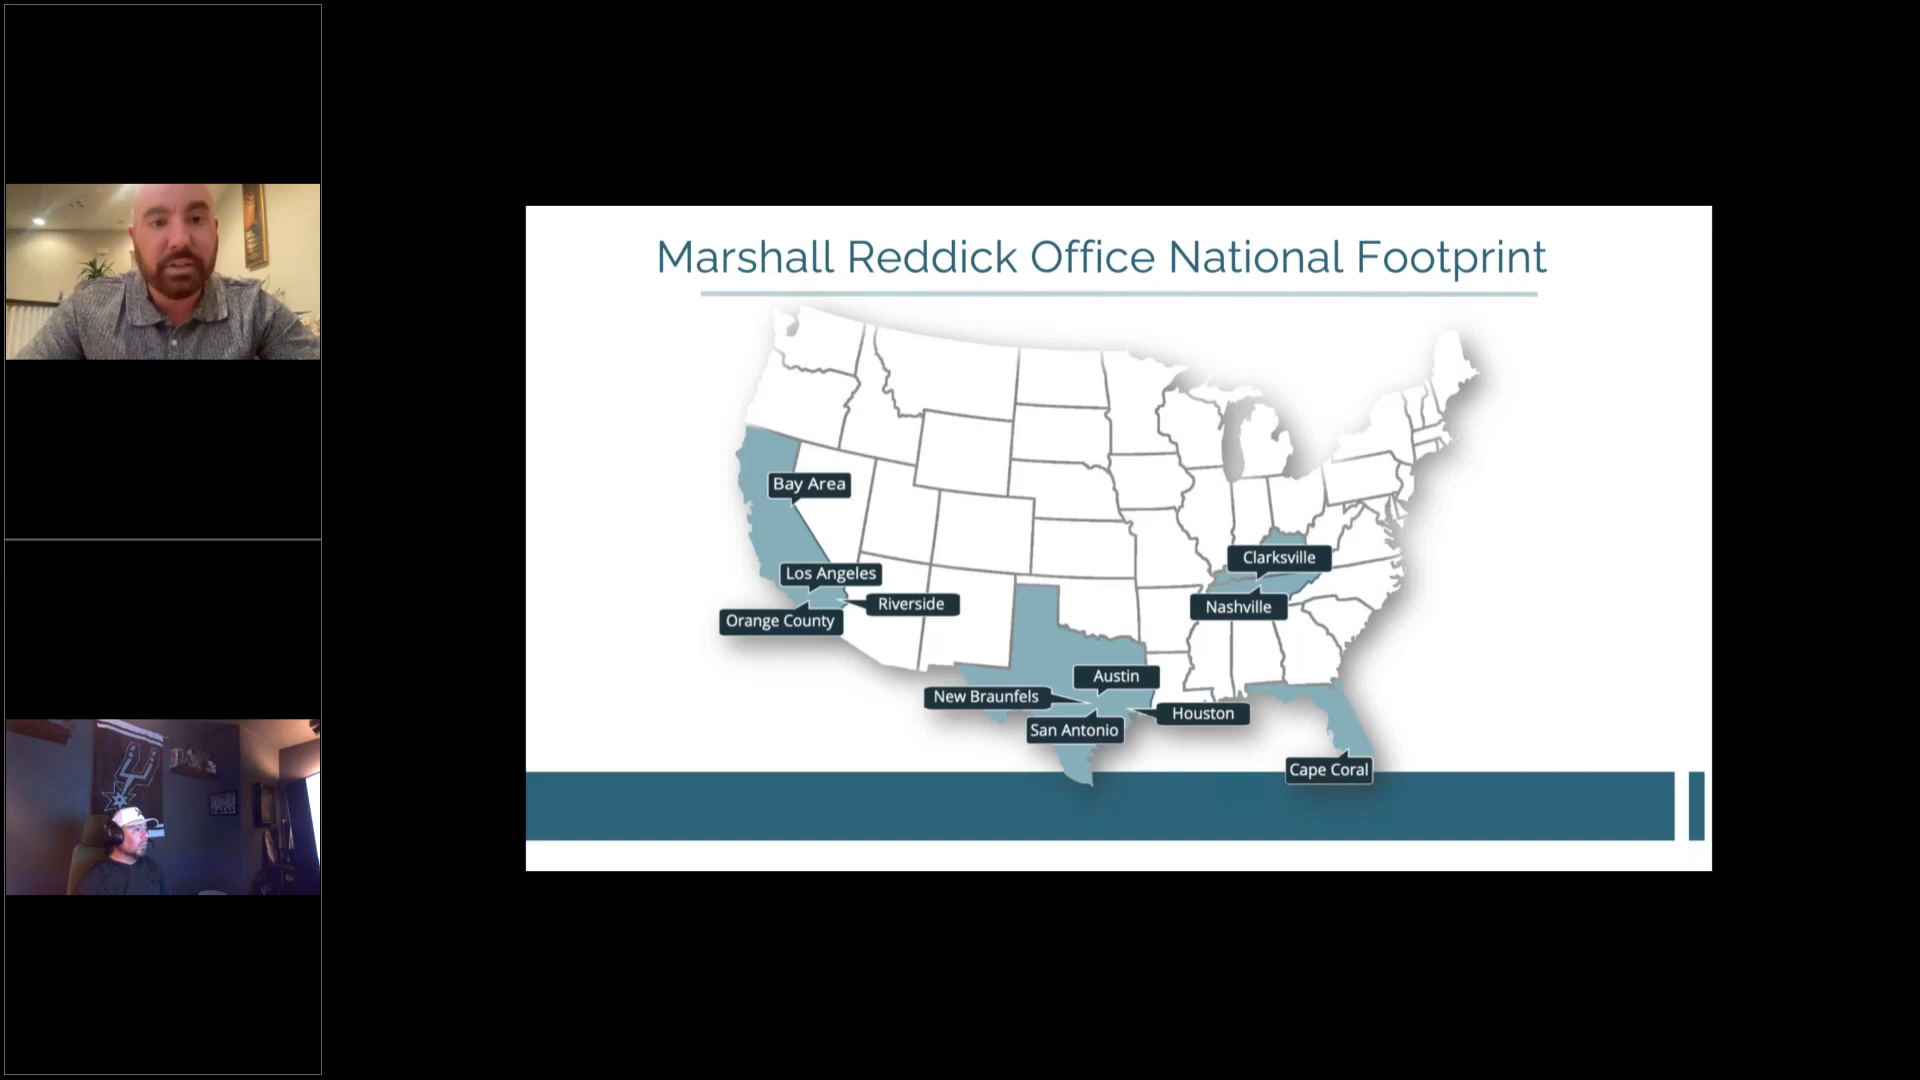 Marshall Reddick Office National Footprint
Bay Area
Los Angeles
Riverside
Orange County
Clarksville
Nashville
Austin
New Braunfels
Houston
San Antonio
Cape Coral